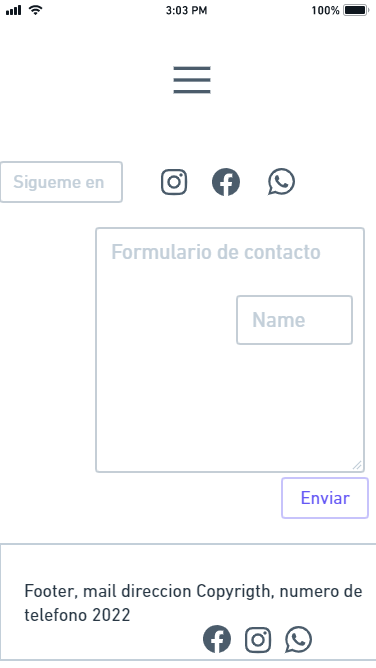 3:03 PM
100%
Sigueme en
Formulario de contacto
Name
Enviar
Footer, mail direccion Copyrigth, numero de
telefono 2022